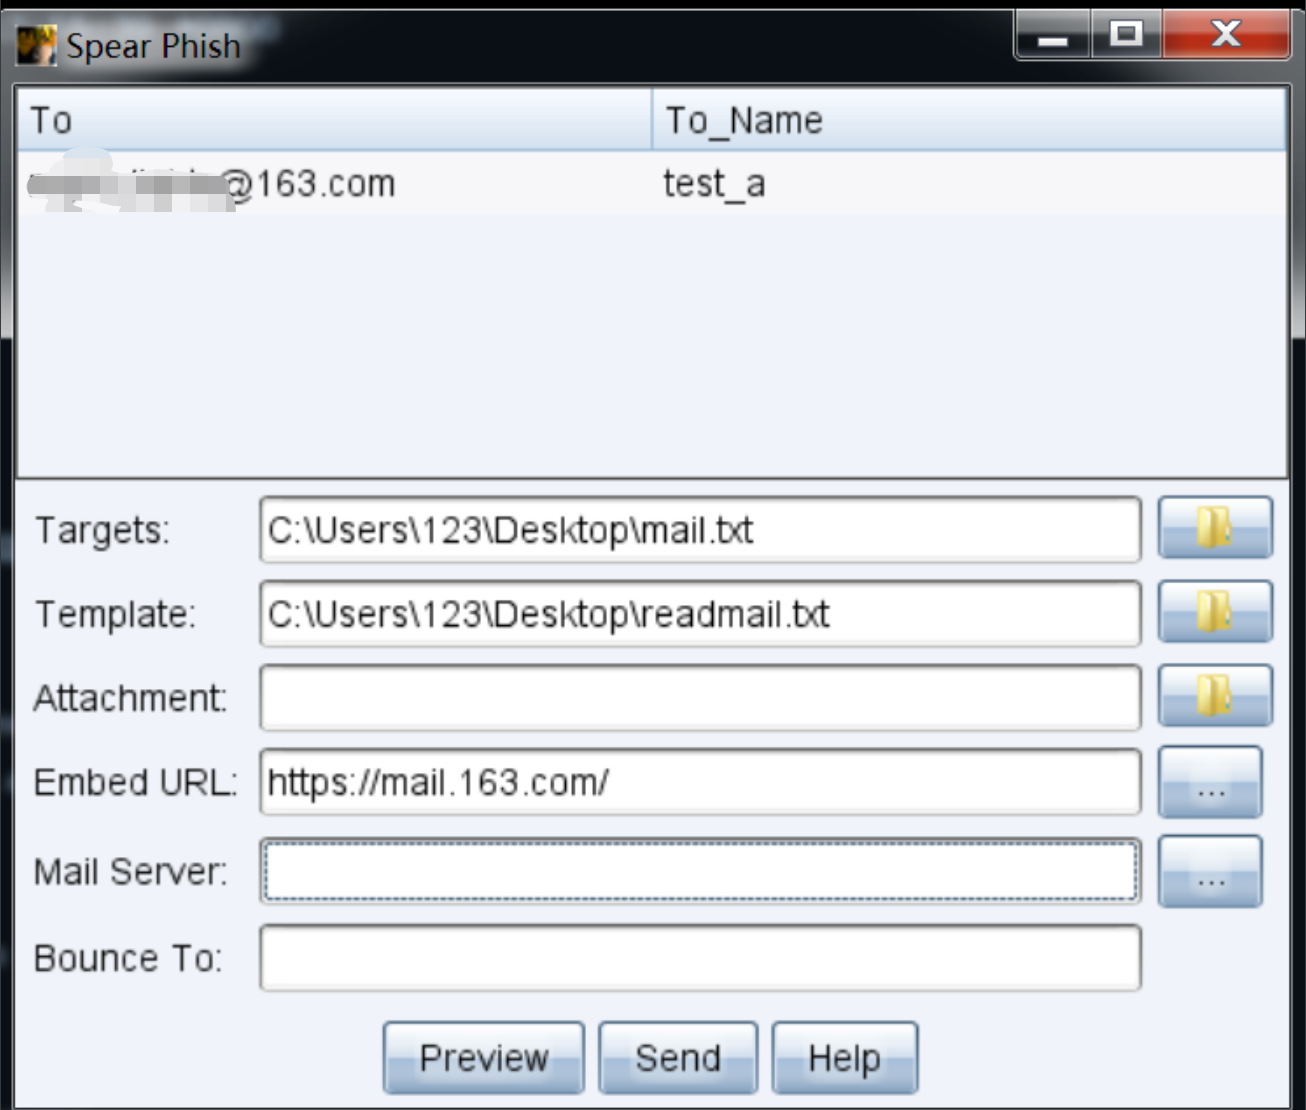 Spear Phish
To To_Name
@163.com test_a
Targets: C:\Users\123\Desktop\mail.txt
Template: C:\Users\123\Desktop\readmail.txt
Attachment:
Embed URL: https://mail.163.com/ ...
Mail Server: ...
Bounce To:
Preview Send Help